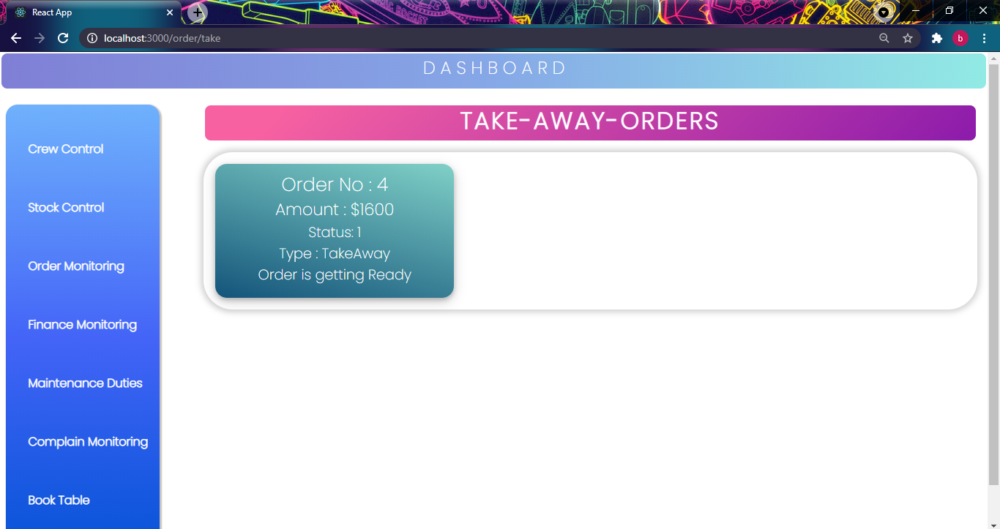 React App
localhost:3000/order/take
b
DASHBOARD
Crew Control
Stock Control
Order Monitoring
Finance Monitoring
Maintenance Duties
Complain Monitoring
Book Table
TAKE-AWAY-ORDERS
Order No : 4
Amount : $1600
Status: 1
Type : TakeAway
Order is getting Ready